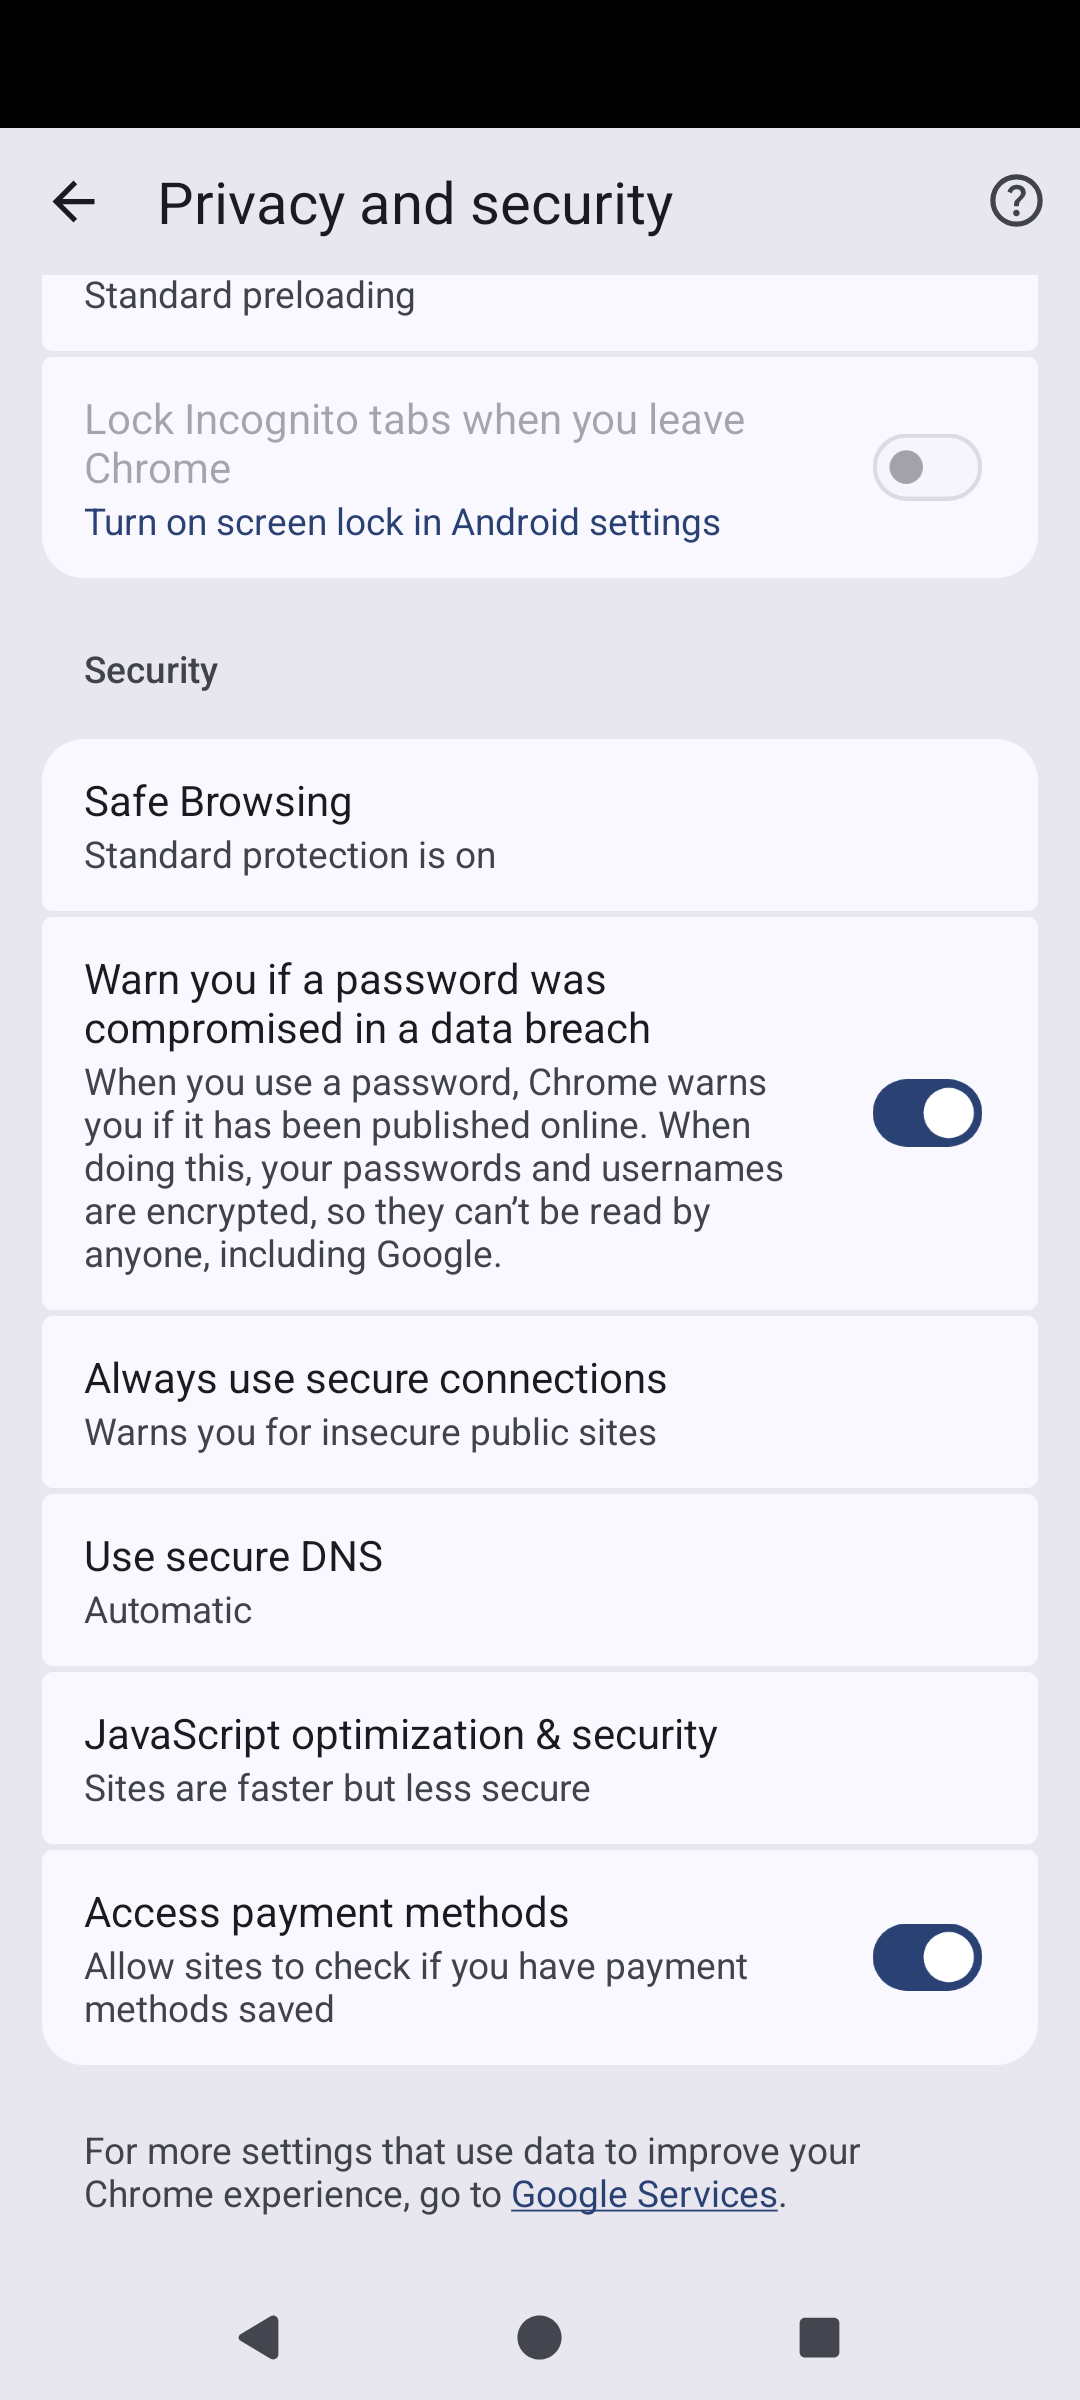 Privacy and security
Standard preloading
Lock Incognito tabs when you leave
Chrome
Turn on screen lock in Android settings
Security
Safe Browsing
Standard protection is on
Warn you if a password was
compromised in a data breach
When you use a password, Chrome warns
you if it has been published online. When
doing this, your passwords and usernames
are encrypted, so they can’t be read by
anyone, including Google.
Always use secure connections
Warns you for insecure public sites
Use secure DNS
Automatic
JavaScript optimization & security
Sites are faster but less secure
Access payment methods
Allow sites to check if you have payment
methods saved
For more settings that use data to improve your
Chrome experience, go to Google Services.